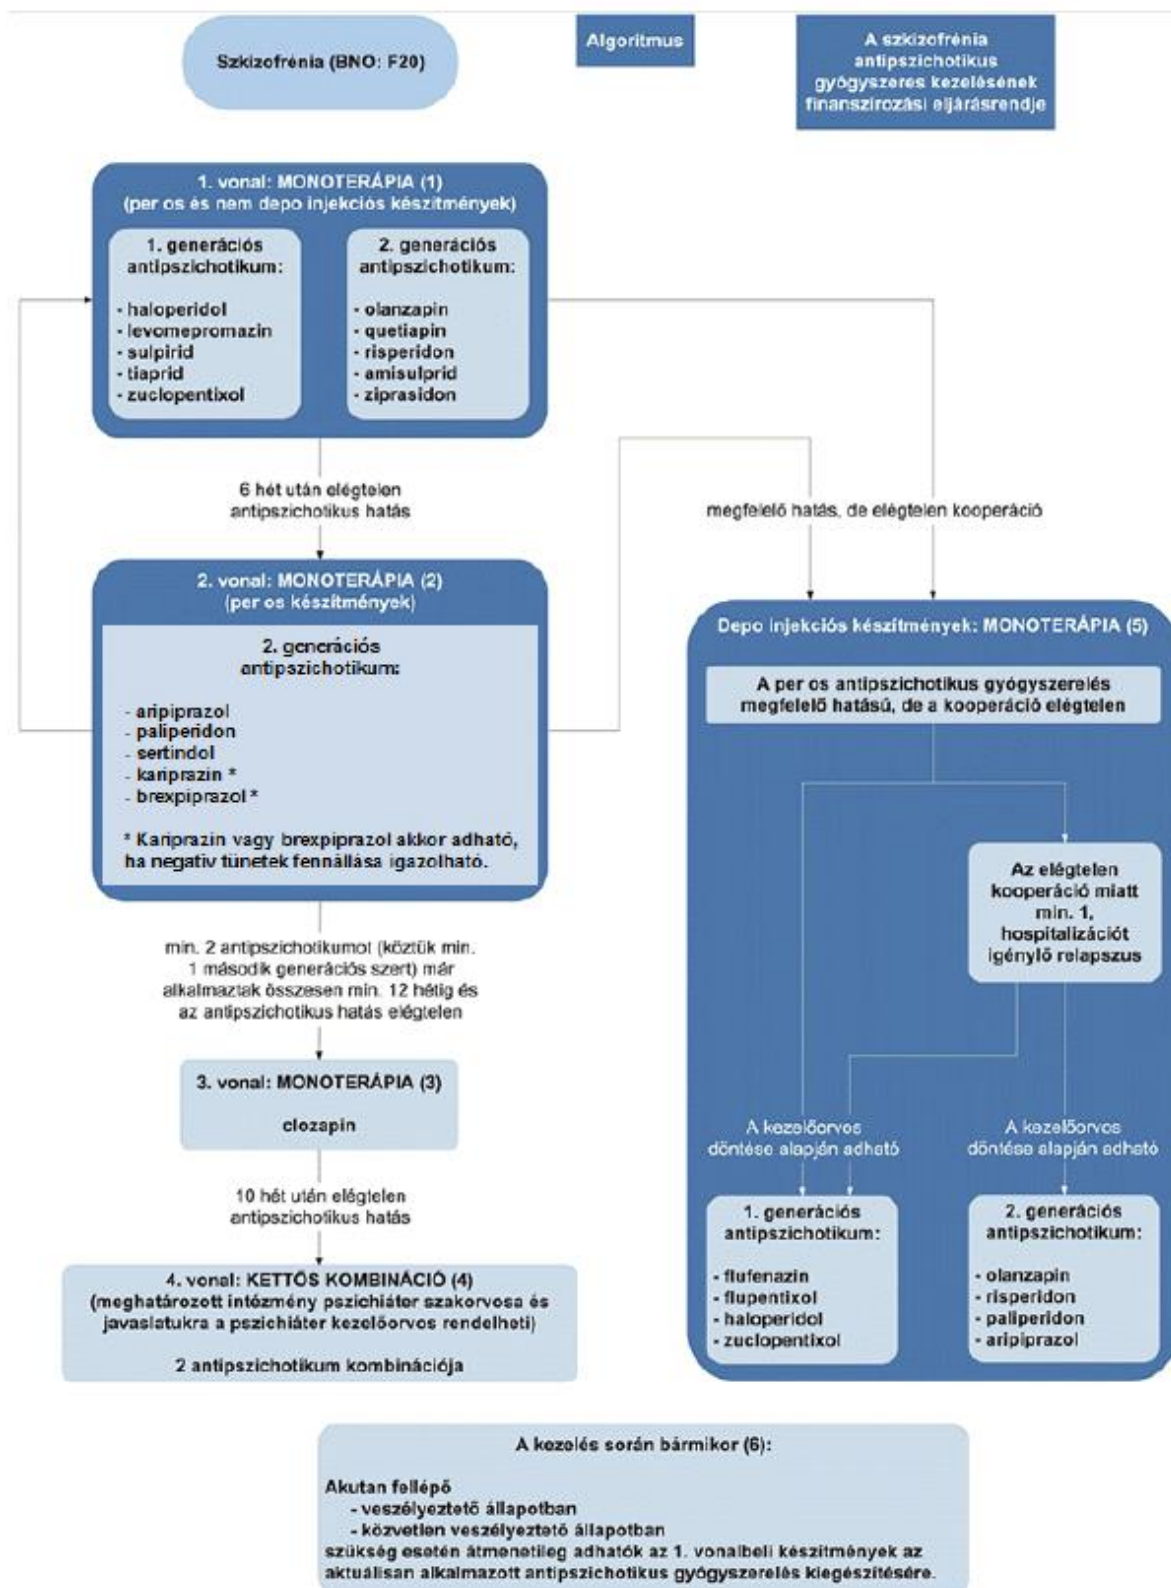 Szkizofrénia (BNO: F20)
Algoritmus
A szkizofrénia
antipszichotikus
gyógyszeres kezelésének
finanszírozási eljárásrendje
1. vonal: MONOTERÁPIA (1)
(per os és nem depo injekciós készítmények)
1. generációs
antipszichotikum:
- haloperidol
- levomepromazin
- sulpirid
- tiaprid
- zuclopentixol
2. generációs
antipszichotikum:
- olanzapin
- quetiapin
- risperidon
- amisulprid
- ziprasidon
6 hét után elégtelen
antipszichotikus hatás
megfelelő hatás, de elégtelen kooperáció
2. vonal: MONOTERÁPIA (2)
(per os készítmények)
2. generációs
antipszichotikum:
- aripiprazol
- paliperidon
- sertindol
- kariprazin *
- brexpiprazol *
* Kariprazin vagy brexpiprazol akkor adható,
ha negatív tünetek fennállása igazolható.
min. 2 antipszichotikumot (köztük min.
1 második generációs szert) már
alkalmaztak összesen min. 12 hétig és
az antipszichotikus hatás elégtelen
3. vonal: MONOTERÁPIA (3)
clozapin
10 hét után elégtelen
antipszichotikus hatás
4. vonal: KETTŐS KOMBINÁCIÓ (4)
(meghatározott intézmény pszichiáter szakorvosa és
javaslatukra a pszichiáter kezelőorvos rendelheti)
2 antipszichotikum kombinációja
Depo injekciós készítmények: MONOTERÁPIA (5)
A per os antipszichotikus gyógyszerelés
megfelelő hatású, de a kooperáció elégtelen
Az elégtelen
kooperáció miatt
min. 1,
hospitalizációt
igénylő relapszus
A kezelőorvos
döntése alapján adható
A kezelőorvos
döntése alapján adható
1. generációs
antipszichotikum:
- flufenazin
- flupentixol
- haloperidol
- zuclopentixol
2. generációs
antipszichotikum:
- olanzapin
- risperidon
- paliperidon
- aripiprazol
A kezelés során bármikor (6):
Akutan fellépő
- veszélyeztető állapotban
- közvetlen veszélyeztető állapotban
szükség esetén átmenetileg adhatók az 1. vonalbeli készítmények az
aktuálisan alkalmazott antipszichotikus gyógyszerelés kiegészítésére.